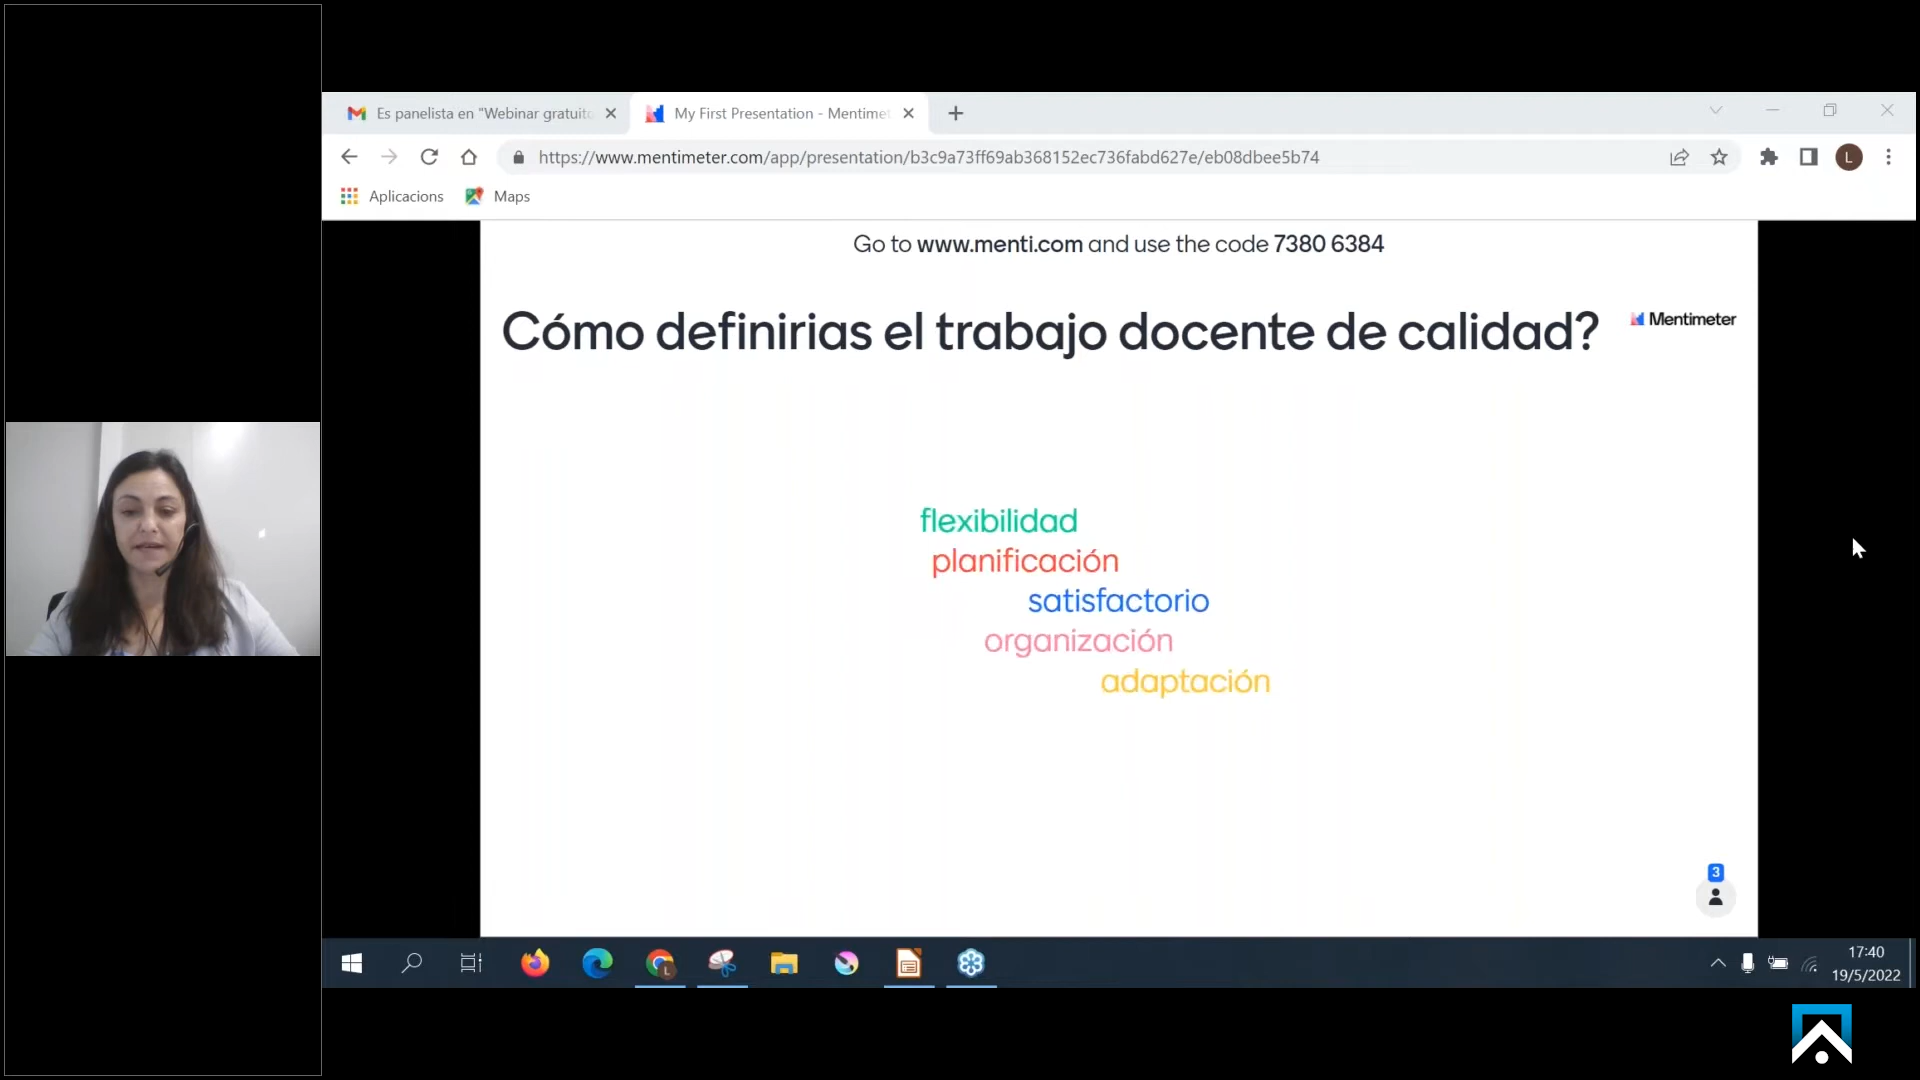 Es panelista en "Webinar gratuito
My First Presentation - Mentimet
https://www.mentimeter.com/app/presentation/b3c9a73ff69ab368152ec736fabd627e/eb08dbee5b74
L
Aplicacions
Maps
Go to www.menti.com and use the code 7380 6384
Cómo definirias el trabajo docente de calidad?
Mentimeter
flexibilidad
planificación
satisfactorio
organización
adaptación
3
L
17:40
19/5/2022